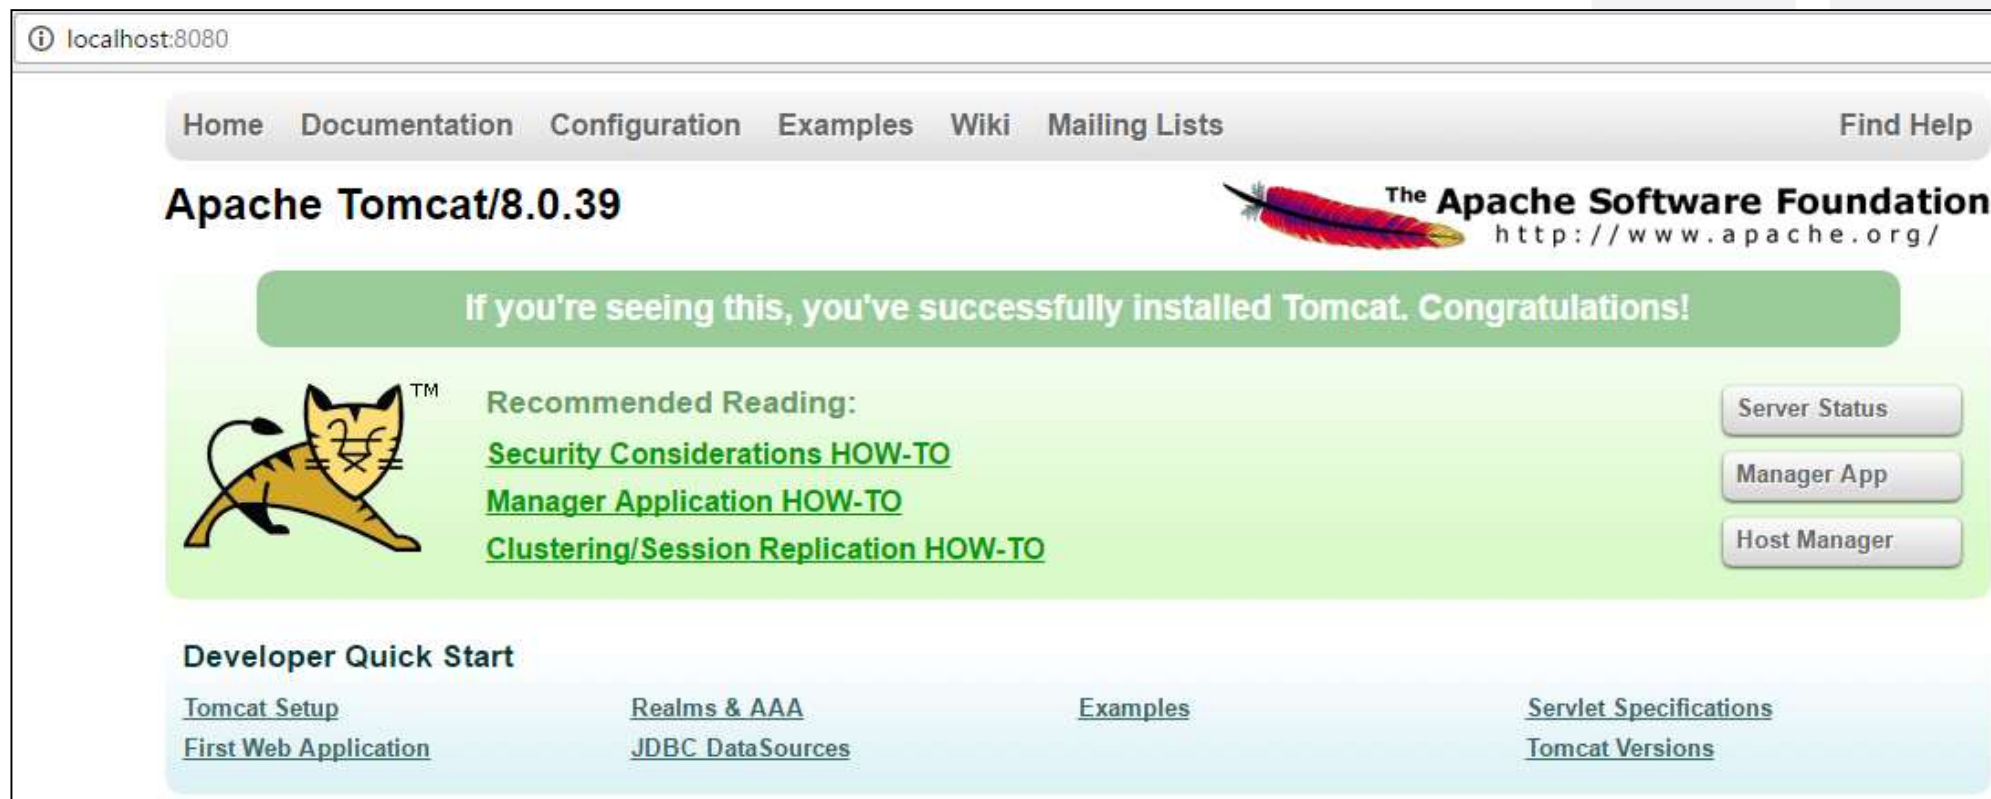 localhost:8080
Home Documentation Configuration Examples Wiki Mailing Lists Find Help
Apache Tomcat/8.0.39
The Apache Software Foundation
http://www.apache.org/
If you're seeing this, you've successfully installed Tomcat. Congratulations!
TM
Recommended Reading:
Security Considerations HOW-TO
Manager Application HOW-TO
Clustering/Session Replication HOW-TO
Server Status
Manager App
Host Manager
Developer Quick Start
Tomcat Setup Realms & AAA Examples Servlet Specifications
First Web Application JDBC DataSources Tomcat Versions